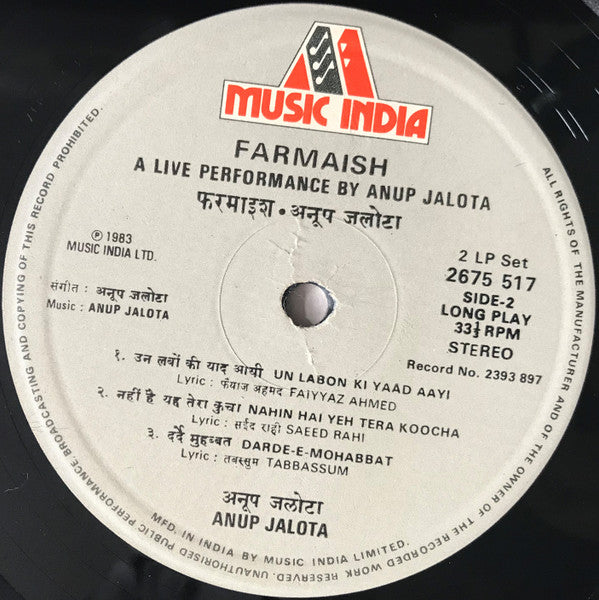 MUSIC INDIA
FARMAISH
A LIVE PERFORMANCE BY ANUP JALOTA
फरमाइश • अनूप जलोटा
℗ 1983
MUSIC INDIA LTD.
संगीत : अनूप जलोटा
Music : ANUP JALOTA
2 LP Set
2675 517
SIDE-2
LONG PLAY
33⅓ RPM
STEREO
Record No. 2393 897
१. उन लबों की याद आयी UN LABON KI YAAD AAYI
Lyric : फैयाज़ अहमद FAIYYAZ AHMED
२. नहीं है यह तेरा कुचा NAHIN HAI YEH TERA KOOCHA
Lyric : सईद राही SAEED RAHI
३. दर्दे मुहब्बत DARDE-E-MOHABBAT
Lyric : तबस्सुम TABBASSUM
अनूप जलोटा
ANUP JALOTA
MFD. IN INDIA BY MUSIC INDIA LIMITED.
ALL RIGHTS OF THE MANUFACTURER AND OF THE OWNER OF THE RECORDED WORK RESERVED. UNAUTHORISED PUBLIC PERFORMANCE, BROADCASTING AND COPYING OF THIS RECORD PROHIBITED.